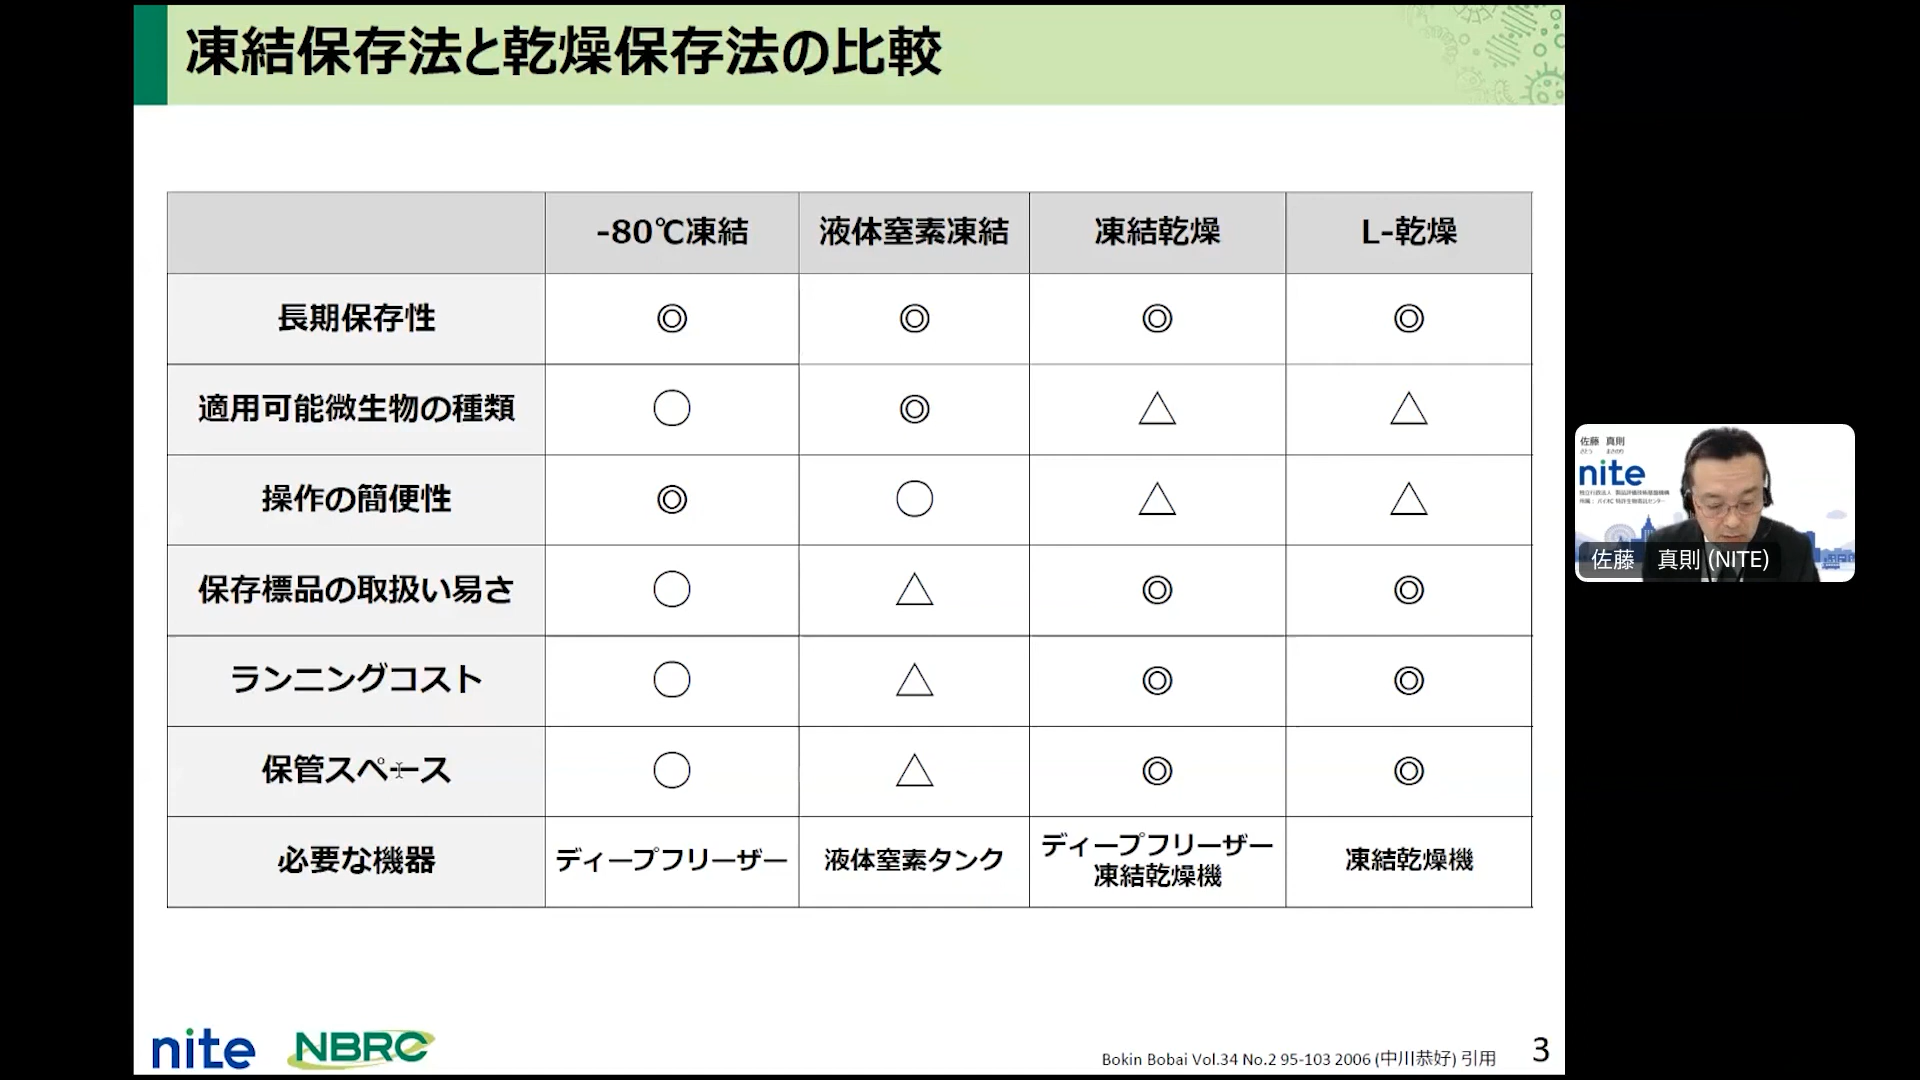 凍結保存法と乾燥保存法の比較
-80℃凍結 液体窒素凍結 凍結乾燥 L-乾燥
長期保存性 ◎ ◎ ◎ ◎
適用可能微生物の種類 ○ ◎ △ △
操作の簡便性 ◎ ○ △ △
保存標品の取扱い易さ ○ △ ◎ ◎
ランニングコスト ○ △ ◎ ◎
保管スペース ○ △ ◎ ◎
必要な機器 ディープフリーザー 液体窒素タンク ディープフリーザー 凍結乾燥機 凍結乾燥機
nite NBRC
Bokin Bobai Vol.34 No.2 95-103 2006 (中川恭好) 引用
3
佐藤 真則
nite
佐藤 真則 (NITE)